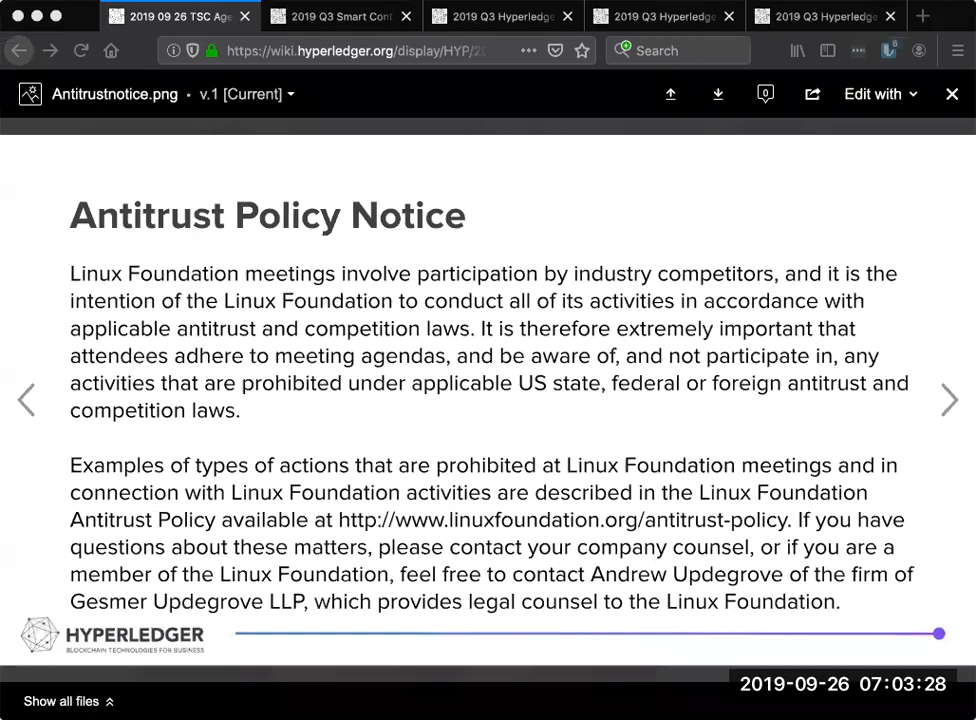 2019 09 26 TSC Age
2019 Q3 Smart Cont
2019 Q3 Hyperledge
2019 Q3 Hyperledge
2019 Q3 Hyperledge
https://wiki.hyperledger.org/display/HYP/20
Search
6
Antitrustnotice.png • v.1 [Current]
0
Edit with
Antitrust Policy Notice
Linux Foundation meetings involve participation by industry competitors, and it is the
intention of the Linux Foundation to conduct all of its activities in accordance with
applicable antitrust and competition laws. It is therefore extremely important that
attendees adhere to meeting agendas, and be aware of, and not participate in, any
activities that are prohibited under applicable US state, federal or foreign antitrust and
competition laws.
Examples of types of actions that are prohibited at Linux Foundation meetings and in
connection with Linux Foundation activities are described in the Linux Foundation
Antitrust Policy available at http://www.linuxfoundation.org/antitrust-policy. If you have
questions about these matters, please contact your company counsel, or if you are a
member of the Linux Foundation, feel free to contact Andrew Updegrove of the firm of
Gesmer Updegrove LLP, which provides legal counsel to the Linux Foundation.
HYPERLEDGER
BLOCKCHAIN TECHNOLOGIES FOR BUSINESS
2019-09-26 07:03:28
Show all files